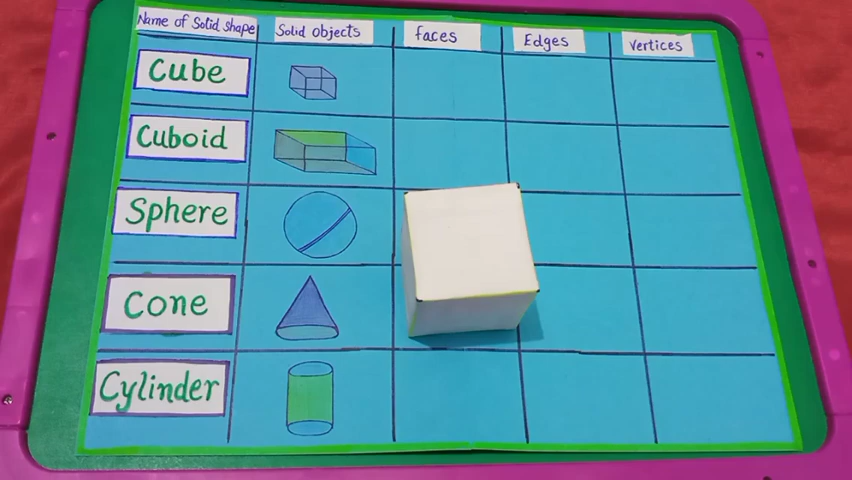 Name of Solid shape
Solid objects
faces
Edges
vertices
Cube
Cuboid
Sphere
Cone
Cylinder